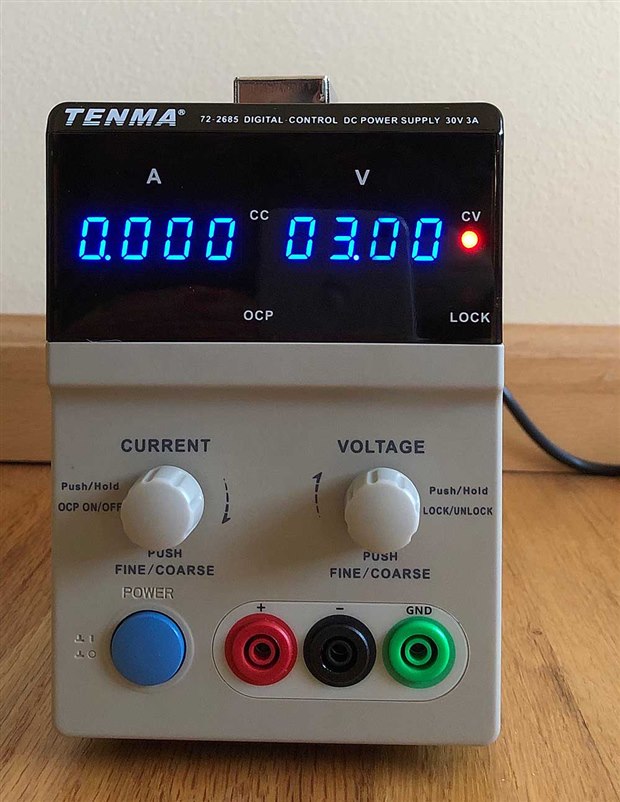 TENMA® 72-2685 DIGITAL-CONTROL DC POWER SUPPLY 30V 3A
A V
0.000 CC 03.00 CV
OCP LOCK
CURRENT VOLTAGE
Push/Hold
OCP ON/OFF
Push/Hold
LOCK/UNLOCK
PUSH
FINE/COARSE
PUSH
FINE/COARSE
POWER
+ - GND
I
O